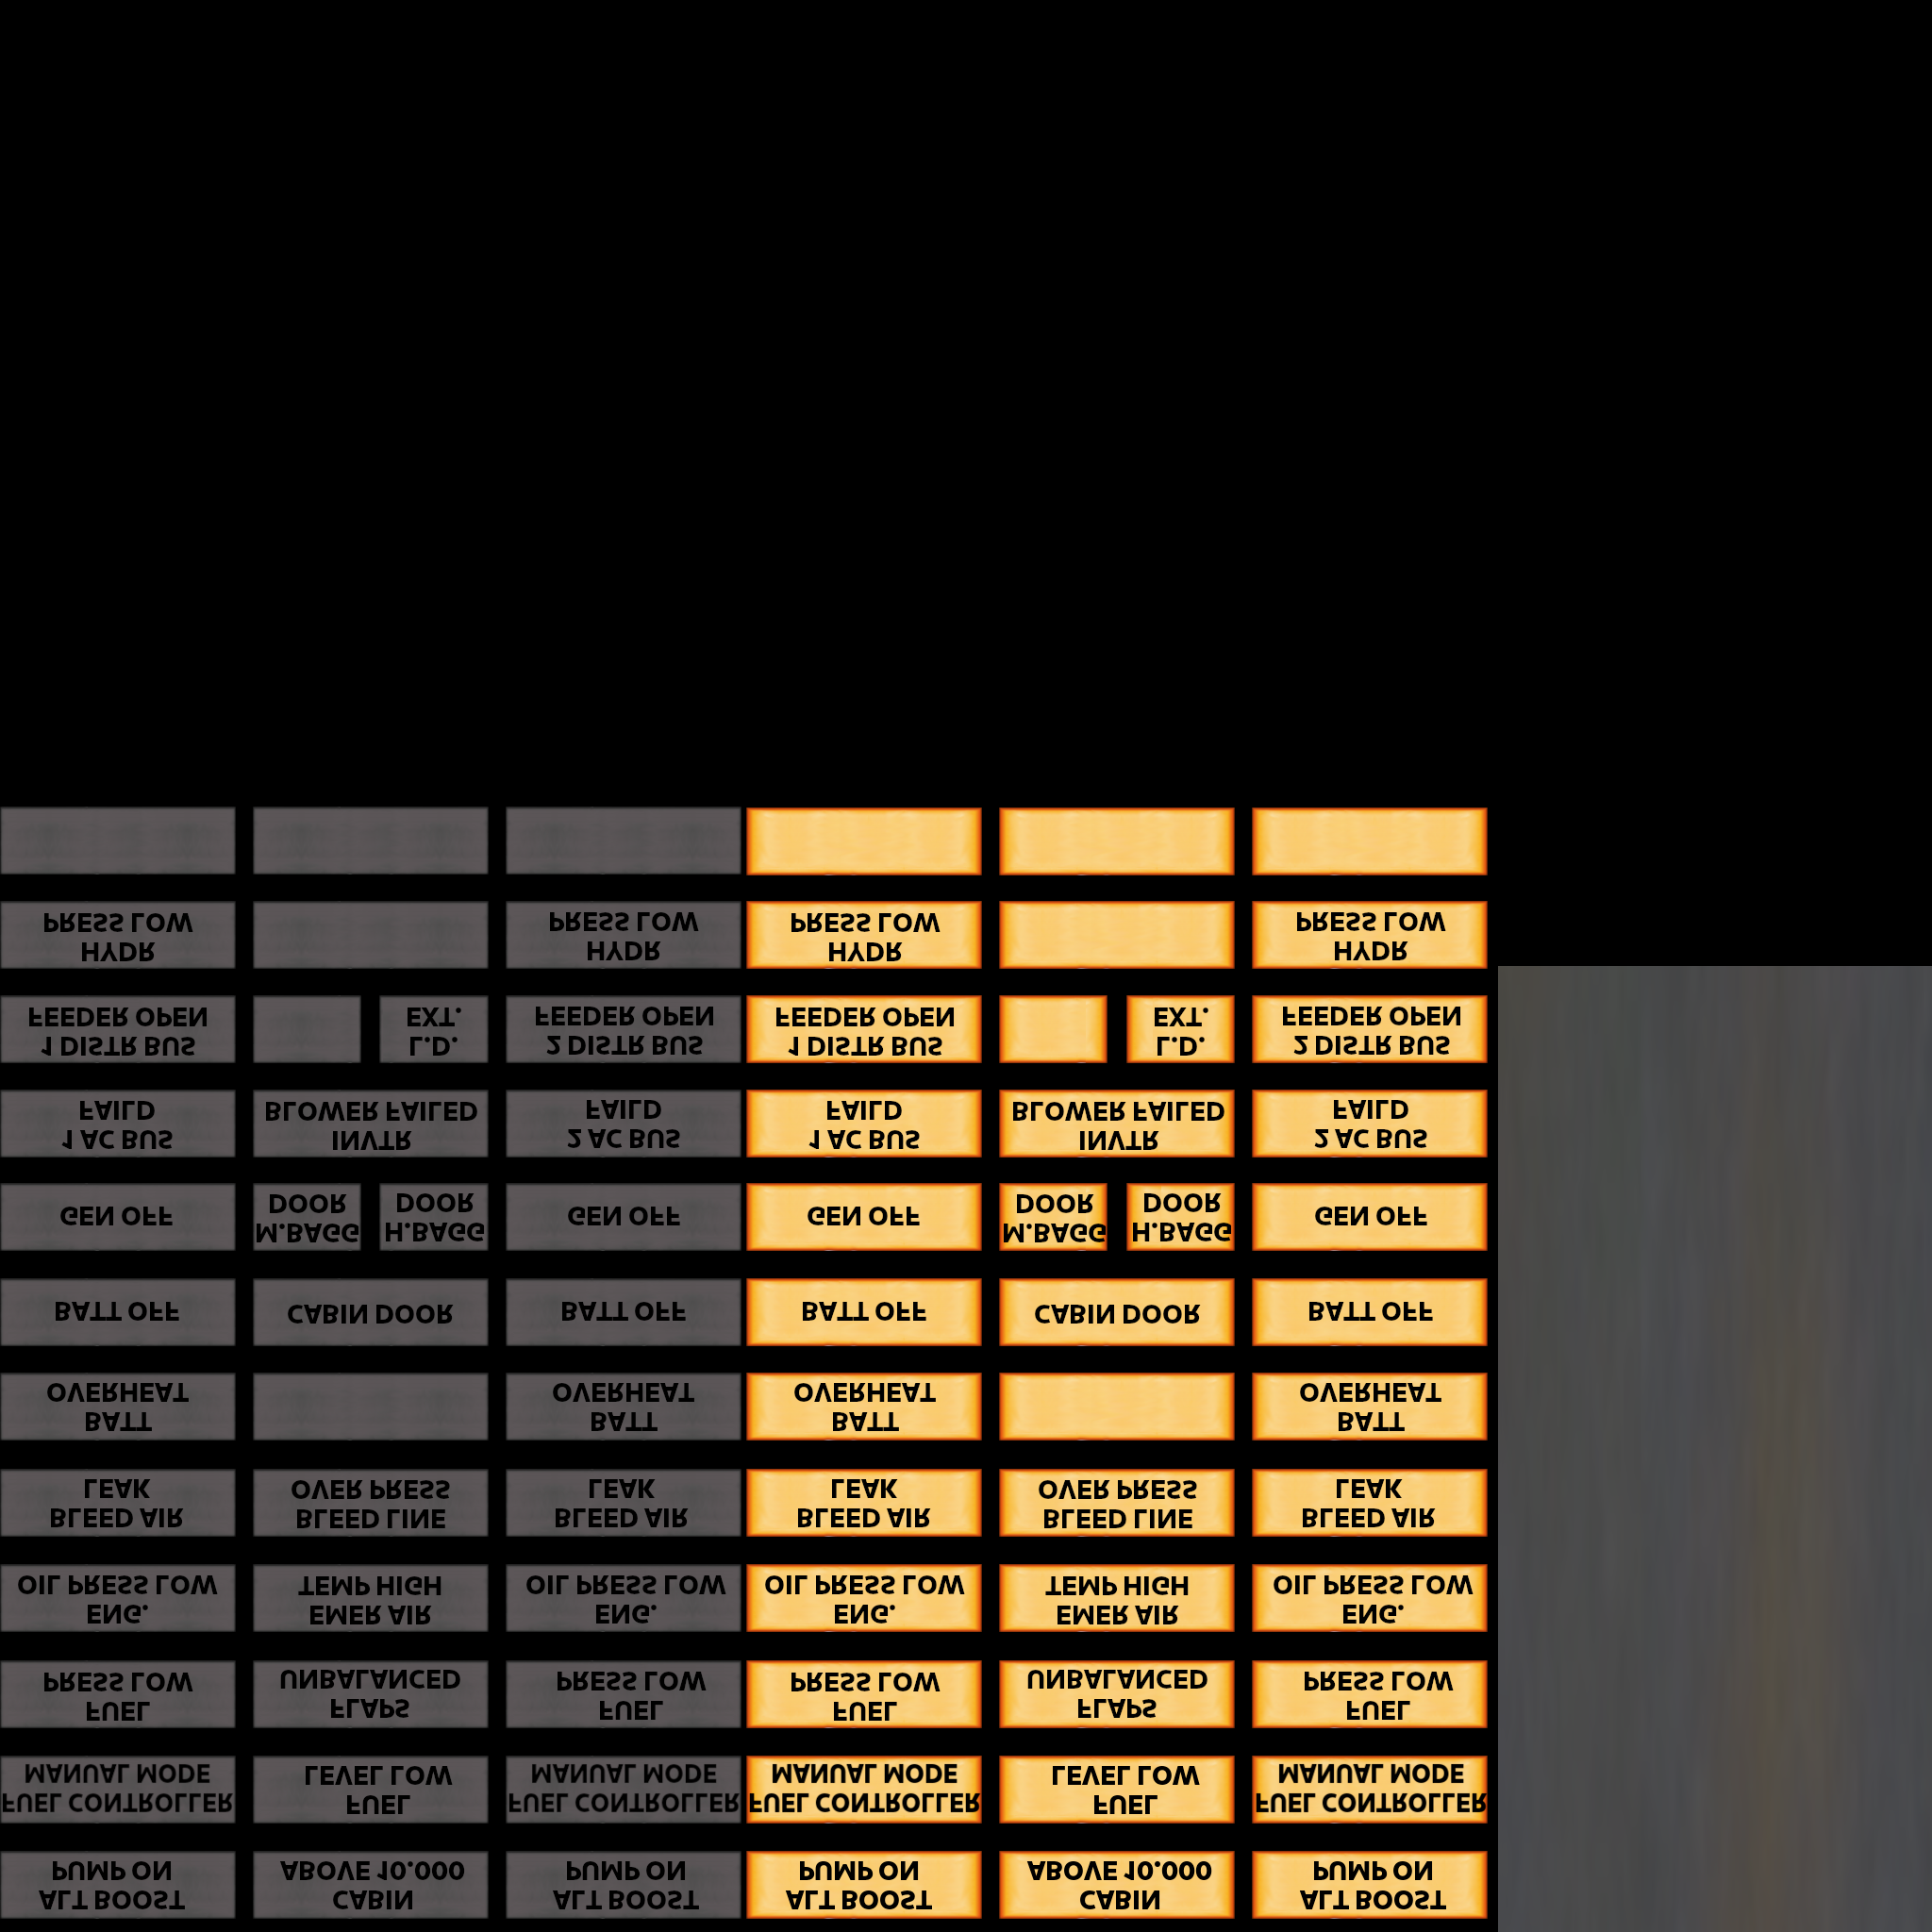 ALT BOOST
PUMP ON
CABIN
ABOVE 10.000
ALT BOOST
PUMP ON
ALT BOOST
PUMP ON
CABIN
ABOVE 10.000
ALT BOOST
PUMP ON
FUEL CONTROLLER
MANUAL MODE
FUEL
LEVEL LOW
FUEL CONTROLLER
MANUAL MODE
FUEL CONTROLLER
MANUAL MODE
FUEL
LEVEL LOW
FUEL CONTROLLER
MANUAL MODE
FUEL
PRESS LOW
FLAPS
UNBALANCED
FUEL
PRESS LOW
FUEL
PRESS LOW
FLAPS
UNBALANCED
FUEL
PRESS LOW
ENG.
OIL PRESS LOW
EMER AIR
TEMP HIGH
ENG.
OIL PRESS LOW
ENG.
OIL PRESS LOW
EMER AIR
TEMP HIGH
ENG.
OIL PRESS LOW
BLEED AIR
LEAK
BLEED LINE
OVER PRESS
BLEED AIR
LEAK
BLEED AIR
LEAK
BLEED LINE
OVER PRESS
BLEED AIR
LEAK
BATT
OVERHEAT
BATT
OVERHEAT
BATT
OVERHEAT
BATT
OVERHEAT
BATT OFF
CABIN DOOR
BATT OFF
BATT OFF
CABIN DOOR
BATT OFF
GEN OFF
M.BAGG
DOOR
H.BAGG
DOOR
GEN OFF
GEN OFF
M.BAGG
DOOR
H.BAGG
DOOR
GEN OFF
1 AC BUS
FAILD
INVTR
BLOWER FAILED
2 AC BUS
FAILD
1 AC BUS
FAILD
INVTR
BLOWER FAILED
2 AC BUS
FAILD
1 DISTR BUS
FEEDER OPEN
L.D.
EXT.
2 DISTR BUS
FEEDER OPEN
1 DISTR BUS
FEEDER OPEN
L.D.
EXT.
2 DISTR BUS
FEEDER OPEN
HYDR
PRESS LOW
HYDR
PRESS LOW
HYDR
PRESS LOW
HYDR
PRESS LOW